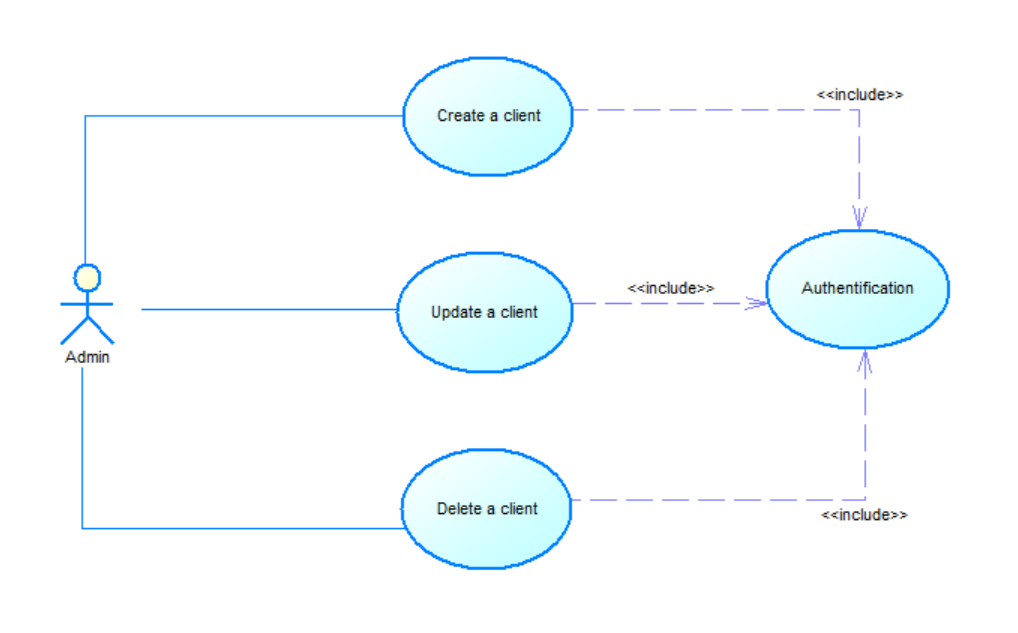 <<include>>
Create a client
<<include>>
Authentification
Update a client
Admin
Delete a client
<<include>>